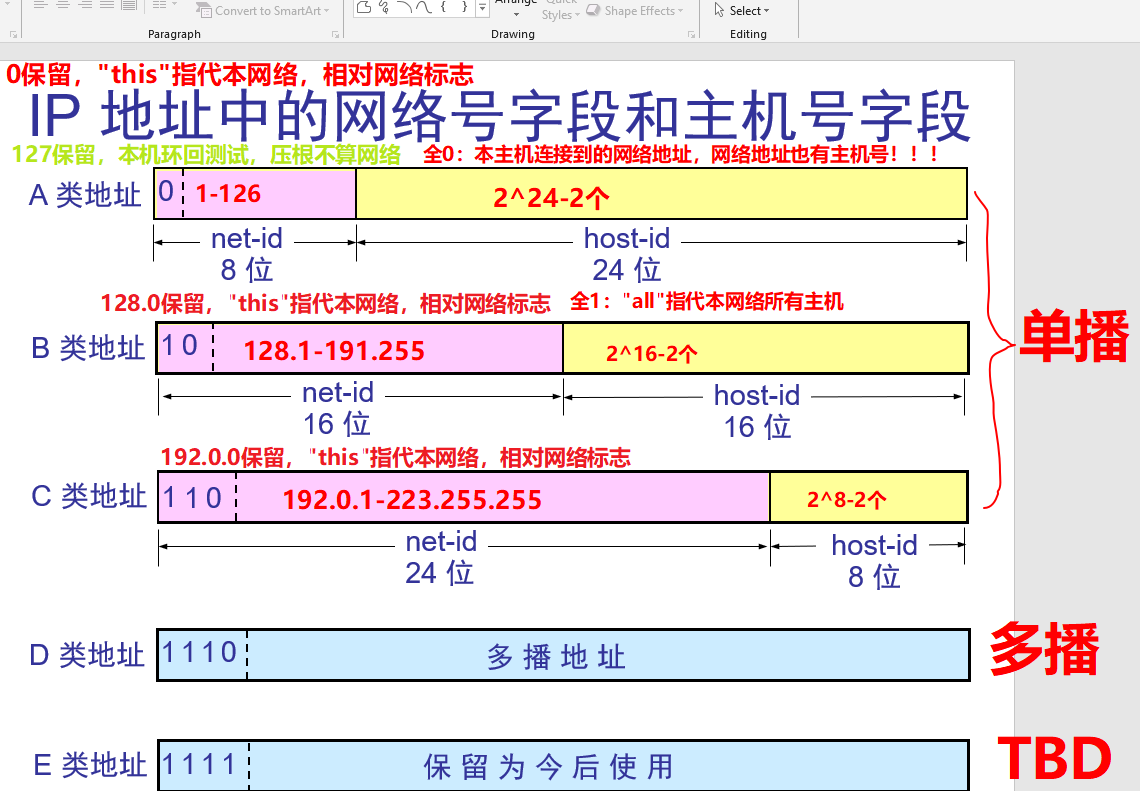 Convert to SmartArt
Arrange
Quick
Styles
Shape Effects
Select
Paragraph
Drawing
Editing
0保留，"this"指代本网络，相对网络标志
IP 地址中的网络号字段和主机号字段
127保留，本机环回测试，压根不算网络
全0：本主机连接到的网络地址，网络地址也有主机号！！！
A 类地址
0
1-126
2^24-2个
net-id
8 位
host-id
24 位
128.0保留，"this"指代本网络，相对网络标志
全1："all"指代本网络所有主机
单播
B 类地址
1 0
128.1-191.255
2^16-2个
net-id
16 位
host-id
16 位
192.0.0保留，"this"指代本网络，相对网络标志
C 类地址
1 1 0
192.0.1-223.255.255
2^8-2个
net-id
24 位
host-id
8 位
D 类地址
1 1 1 0
多 播 地 址
多播
E 类地址
1 1 1 1
保 留 为 今 后 使 用
TBD